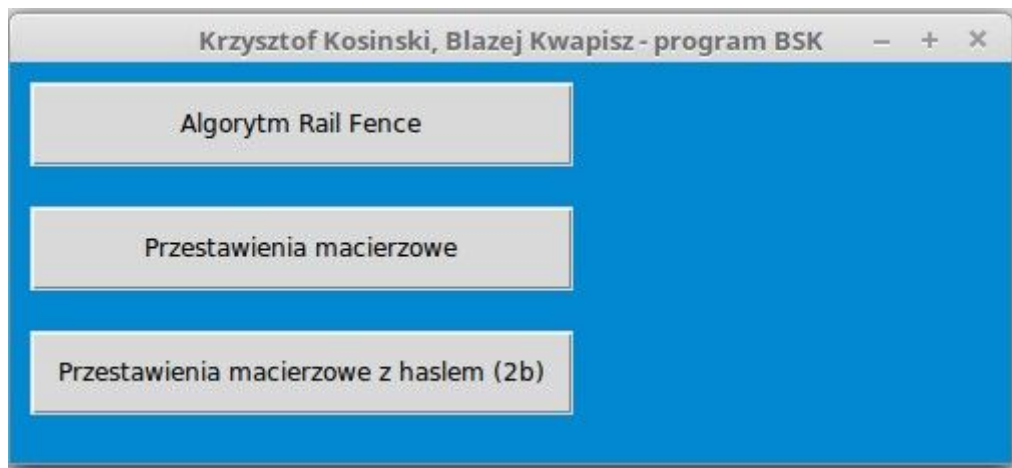 Krzysztof Kosinski, Blazej Kwapisz - program BSK
Algorytm Rail Fence
Przestawienia macierzowe
Przestawienia macierzowe z haslem (2b)